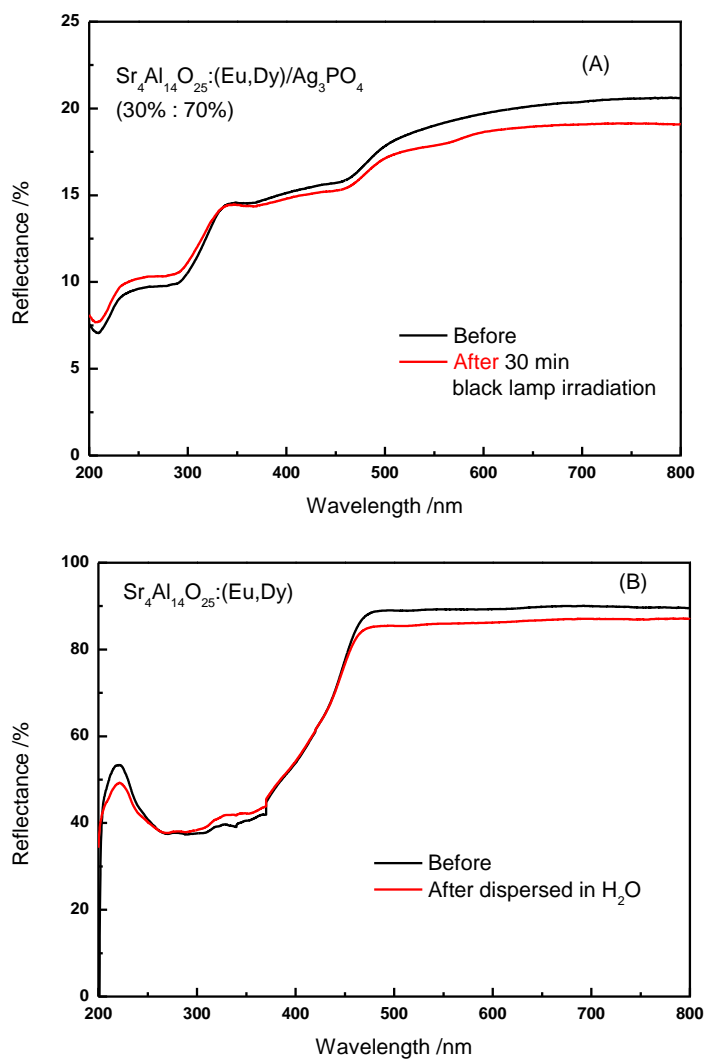 25
20
15
10
5
0
Reflectance /%
Sr₄Al₁₄O₂₅:(Eu,Dy)/Ag₃PO₄
(30% : 70%)
(A)
Before
After 30 min
black lamp irradiation
200 300 400 500 600 700 800
Wavelength /nm
100
80
60
40
20
0
Reflectance /%
Sr₄Al₁₄O₂₅:(Eu,Dy)
(B)
Before
After dispersed in H₂O
200 300 400 500 600 700 800
Wavelength /nm